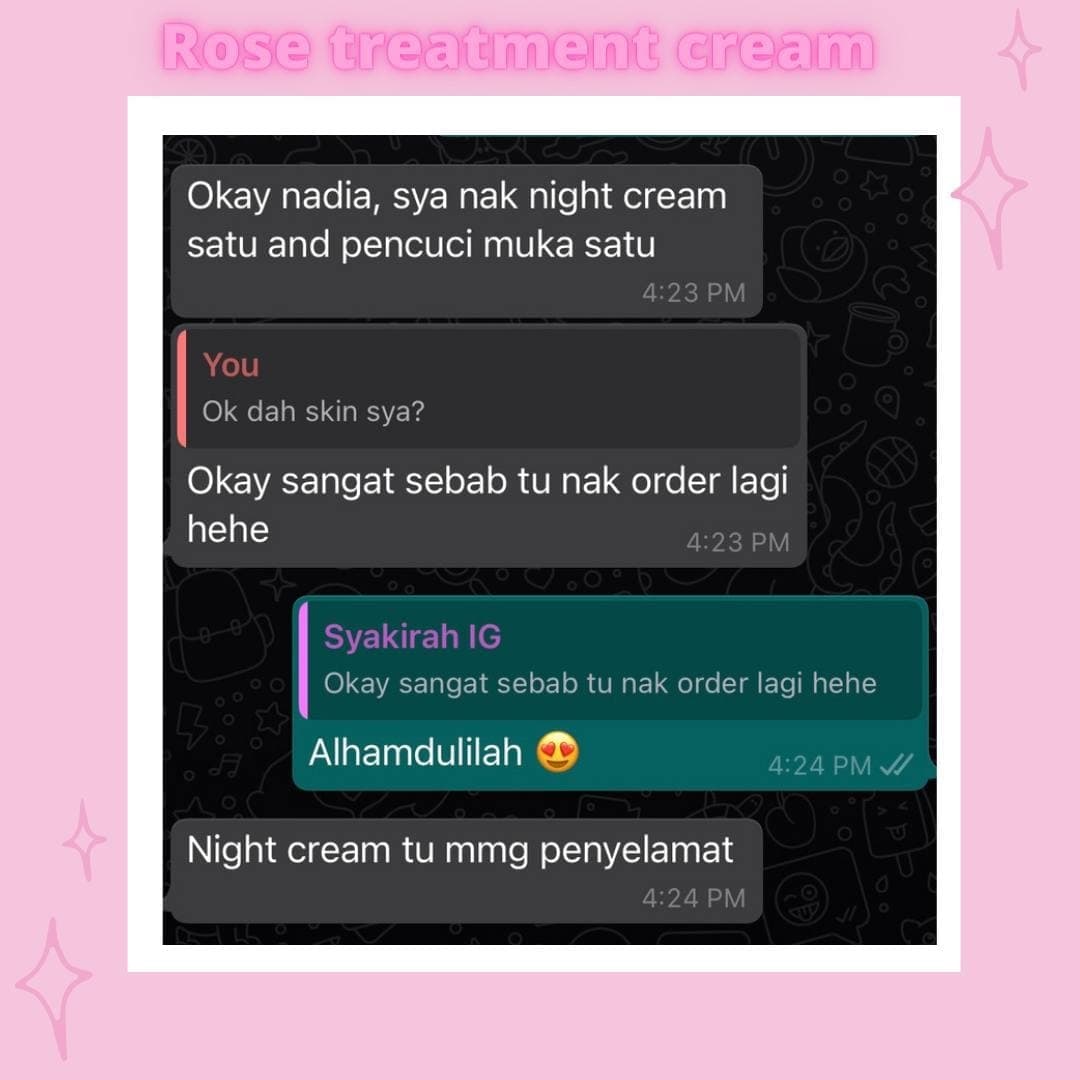 Rose treatment cream
Okay nadia, sya nak night cream
satu and pencuci muka satu
4:23 PM
You
Ok dah skin sya?
Okay sangat sebab tu nak order lagi
hehe
4:23 PM
Syakirah IG
Okay sangat sebab tu nak order lagi hehe
Alhamdulilah 😍
4:24 PM
Night cream tu mmg penyelamat
4:24 PM